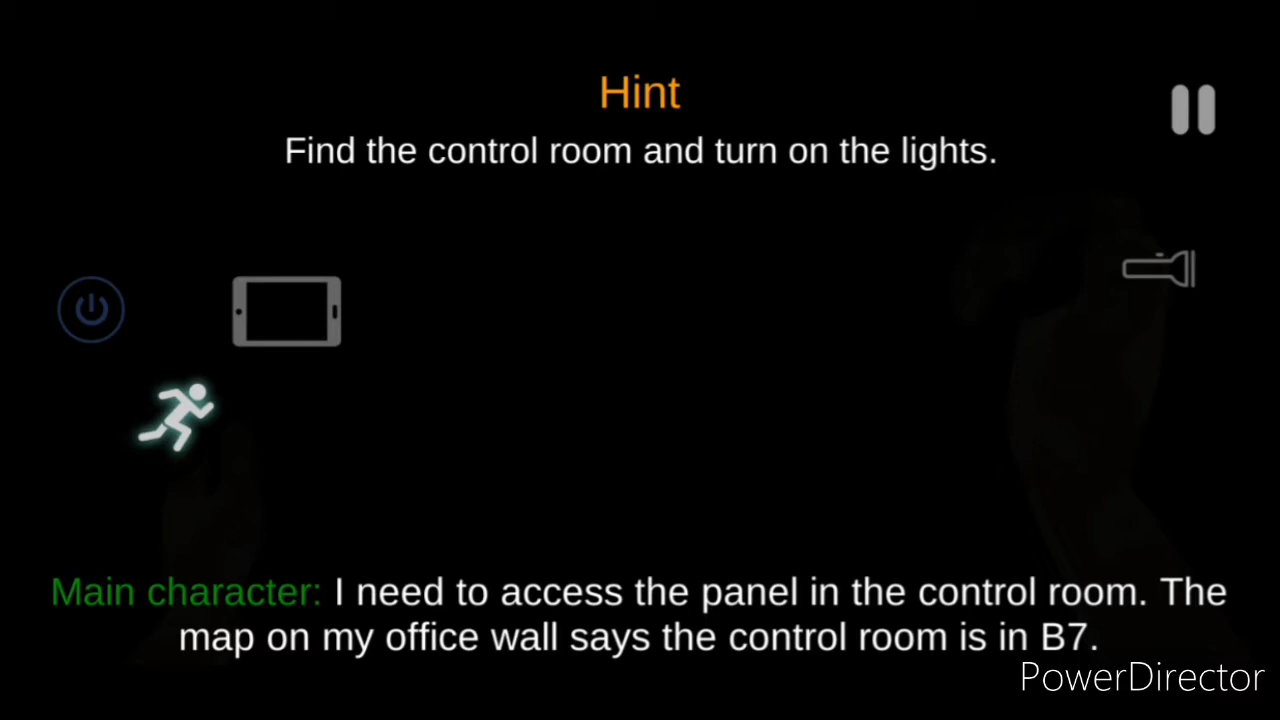 Hint
Find the control room and turn on the lights.
Main character: I need to access the panel in the control room. The
map on my office wall says the control room is in B7.
PowerDirector